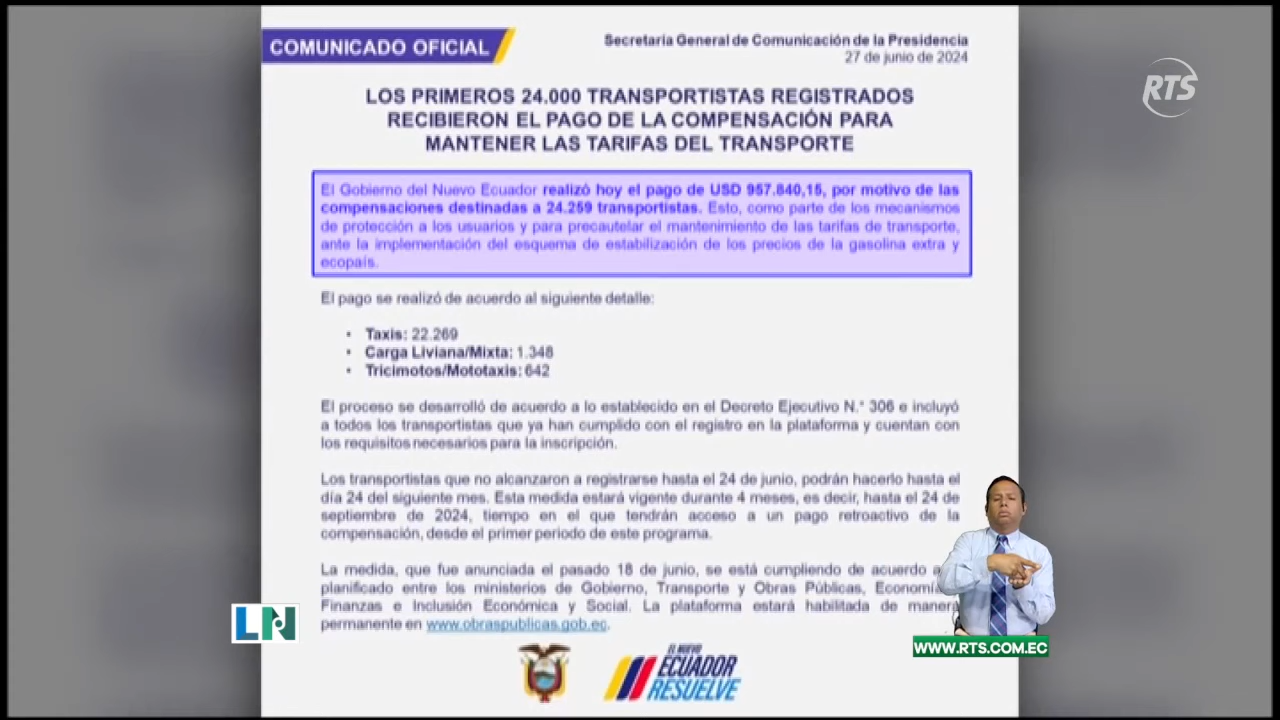 COMUNICADO OFICIAL
Secretaría General de Comunicación de la Presidencia
27 de junio de 2024
RTS
LOS PRIMEROS 24.000 TRANSPORTISTAS REGISTRADOS
RECIBIERON EL PAGO DE LA COMPENSACIÓN PARA
MANTENER LAS TARIFAS DEL TRANSPORTE
El Gobierno del Nuevo Ecuador realizó hoy el pago de USD 957.840,15, por motivo de las
compensaciones destinadas a 24.259 transportistas. Esto, como parte de los mecanismos
de protección a los usuarios y para precautelar el mantenimiento de las tarifas de transporte,
ante la implementación del esquema de estabilización de los precios de la gasolina extra y
ecopaís.
El pago se realizó de acuerdo al siguiente detalle:
• Taxis: 22.269
• Carga Liviana/Mixta: 1.348
• Tricimotos/Mototaxis: 642
El proceso se desarrolló de acuerdo a lo establecido en el Decreto Ejecutivo N.° 306 e incluyó
a todos los transportistas que ya han cumplido con el registro en la plataforma y cuentan con
los requisitos necesarios para la inscripción.
Los transportistas que no alcanzaron a registrarse hasta el 24 de junio, podrán hacerlo hasta el
día 24 del siguiente mes. Esta medida estará vigente durante 4 meses, es decir, hasta el 24 de
septiembre de 2024, tiempo en el que tendrán acceso a un pago retroactivo de la
compensación, desde el primer periodo de este programa.
La medida, que fue anunciada el pasado 18 de junio, se está cumpliendo de acuerdo a
planificado entre los ministerios de Gobierno, Transporte y Obras Públicas, Economía
Finanzas e Inclusión Económica y Social. La plataforma estará habilitada de manera
permanente en www.obraspublicas.gob.ec.
LN
WWW.RTS.COM.EC
EL NUEVO
ECUADOR
RESUELVE